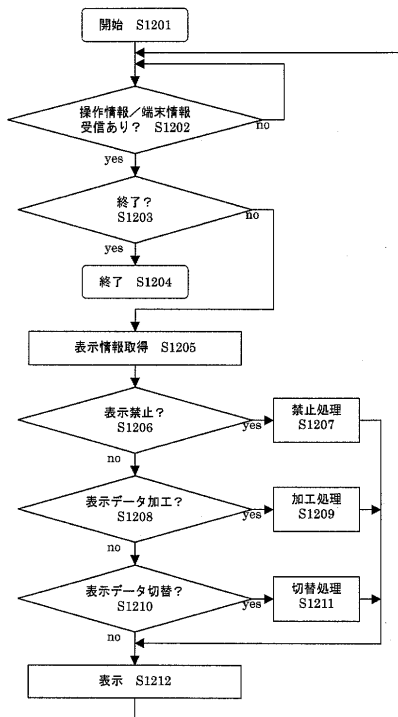 開始 S1201
操作情報/端末情報
受信あり? S1202
no
yes
終了?
S1203
no
yes
終了 S1204
表示情報取得 S1205
表示禁止?
S1206
yes
禁止処理
S1207
no
表示データ加工?
S1208
yes
加工処理
S1209
no
表示データ切替?
S1210
yes
切替処理
S1211
no
表示 S1212